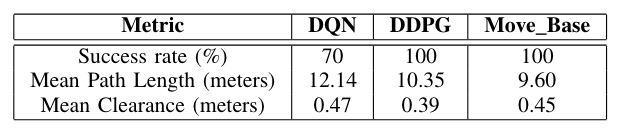 Metric DQN DDPG Move_Base
Success rate (%) 70 100 100
Mean Path Length (meters) 12.14 10.35 9.60
Mean Clearance (meters) 0.47 0.39 0.45